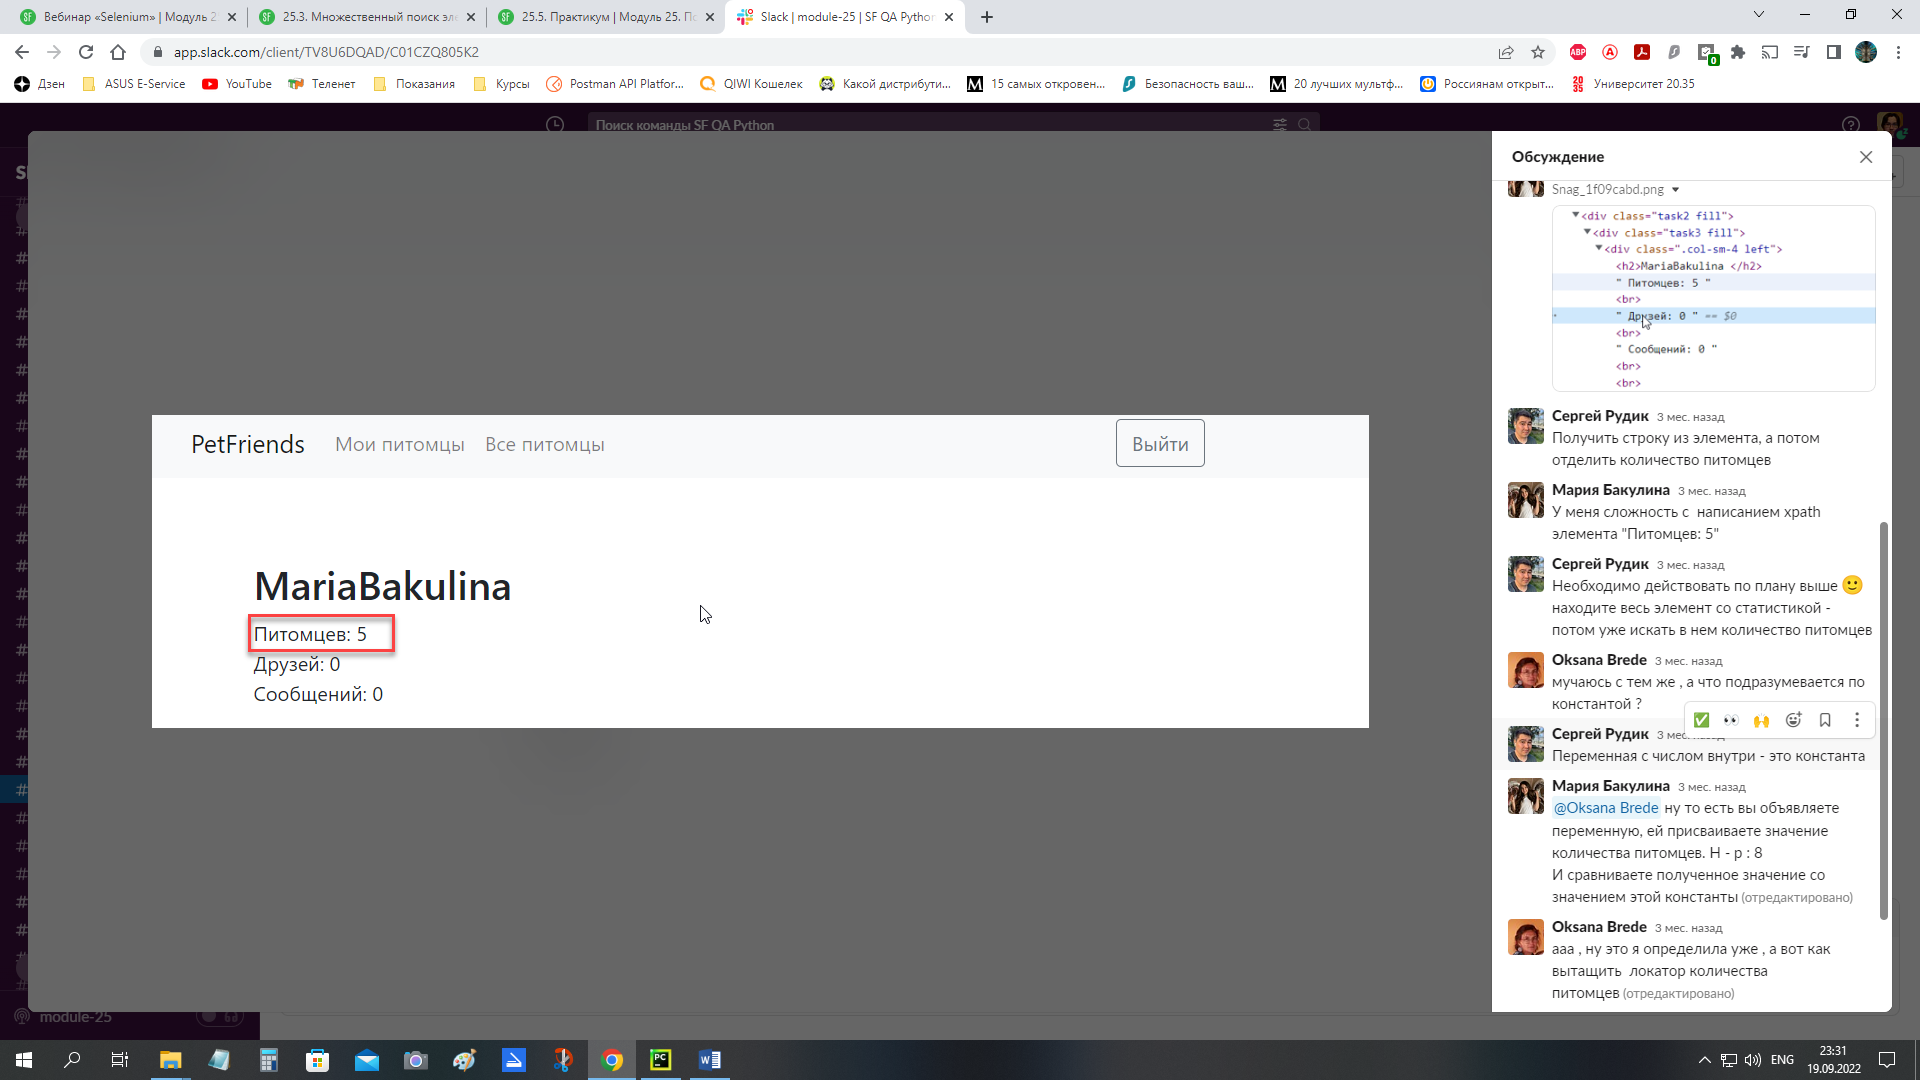 Вебинар «Selenium» | Модуль 2
25.3. Множественный поиск эле
25.5. Практикум | Модуль 25. По
Slack | module-25 | SF QA Python
app.slack.com/client/TV8U6DQAD/C01CZQ805K2
ABP
0
Дзен
ASUS E-Service
YouTube
Теленет
Показания
Курсы
Postman API Platfor...
QIWI Кошелек
Какой дистрибути...
15 самых откровен...
Безопасность ваш...
20 лучших мультф...
Россиянам открыт...
20 35
Университет 20.35
Поиск команды SF QA Python
PetFriends
Мои питомцы
Все питомцы
Выйти
MariaBakulina
Питомцев: 5
Друзей: 0
Сообщений: 0
Обсуждение
Snag_1f09cabd.png
<div class="task2 fill">
<div class="task3 fill">
<div class=".col-sm-4 left">
<h2>MariaBakulina </h2>
" Питомцев: 5 "
<br>
" Друзей: 0 " == $0
<br>
" Сообщений: 0 "
<br>
<br>
Сергей Рудик 3 мес. назад
Получить строку из элемента, а потом
отделить количество питомцев
Мария Бакулина 3 мес. назад
У меня сложность с написанием xpath
элемента "Питомцев: 5"
Сергей Рудик 3 мес. назад
Необходимо действовать по плану выше
находите весь элемент со статистикой -
потом уже искать в нем количество питомцев
Oksana Brede 3 мес. назад
мучаюсь с тем же , а что подразумевается по
константой ?
Сергей Рудик 3 мес. назад
Переменная с числом внутри - это константа
Мария Бакулина 3 мес. назад
@Oksana Brede ну то есть вы объявляете
переменную, ей присваиваете значение
количества питомцев. Н - р : 8
И сравниваете полученное значение со
значением этой константы (отредактировано)
Oksana Brede 3 мес. назад
ааа , ну это я определила уже , а вот как
вытащить локатор количества
питомцев (отредактировано)
module-25
ENG
23:31
19.09.2022